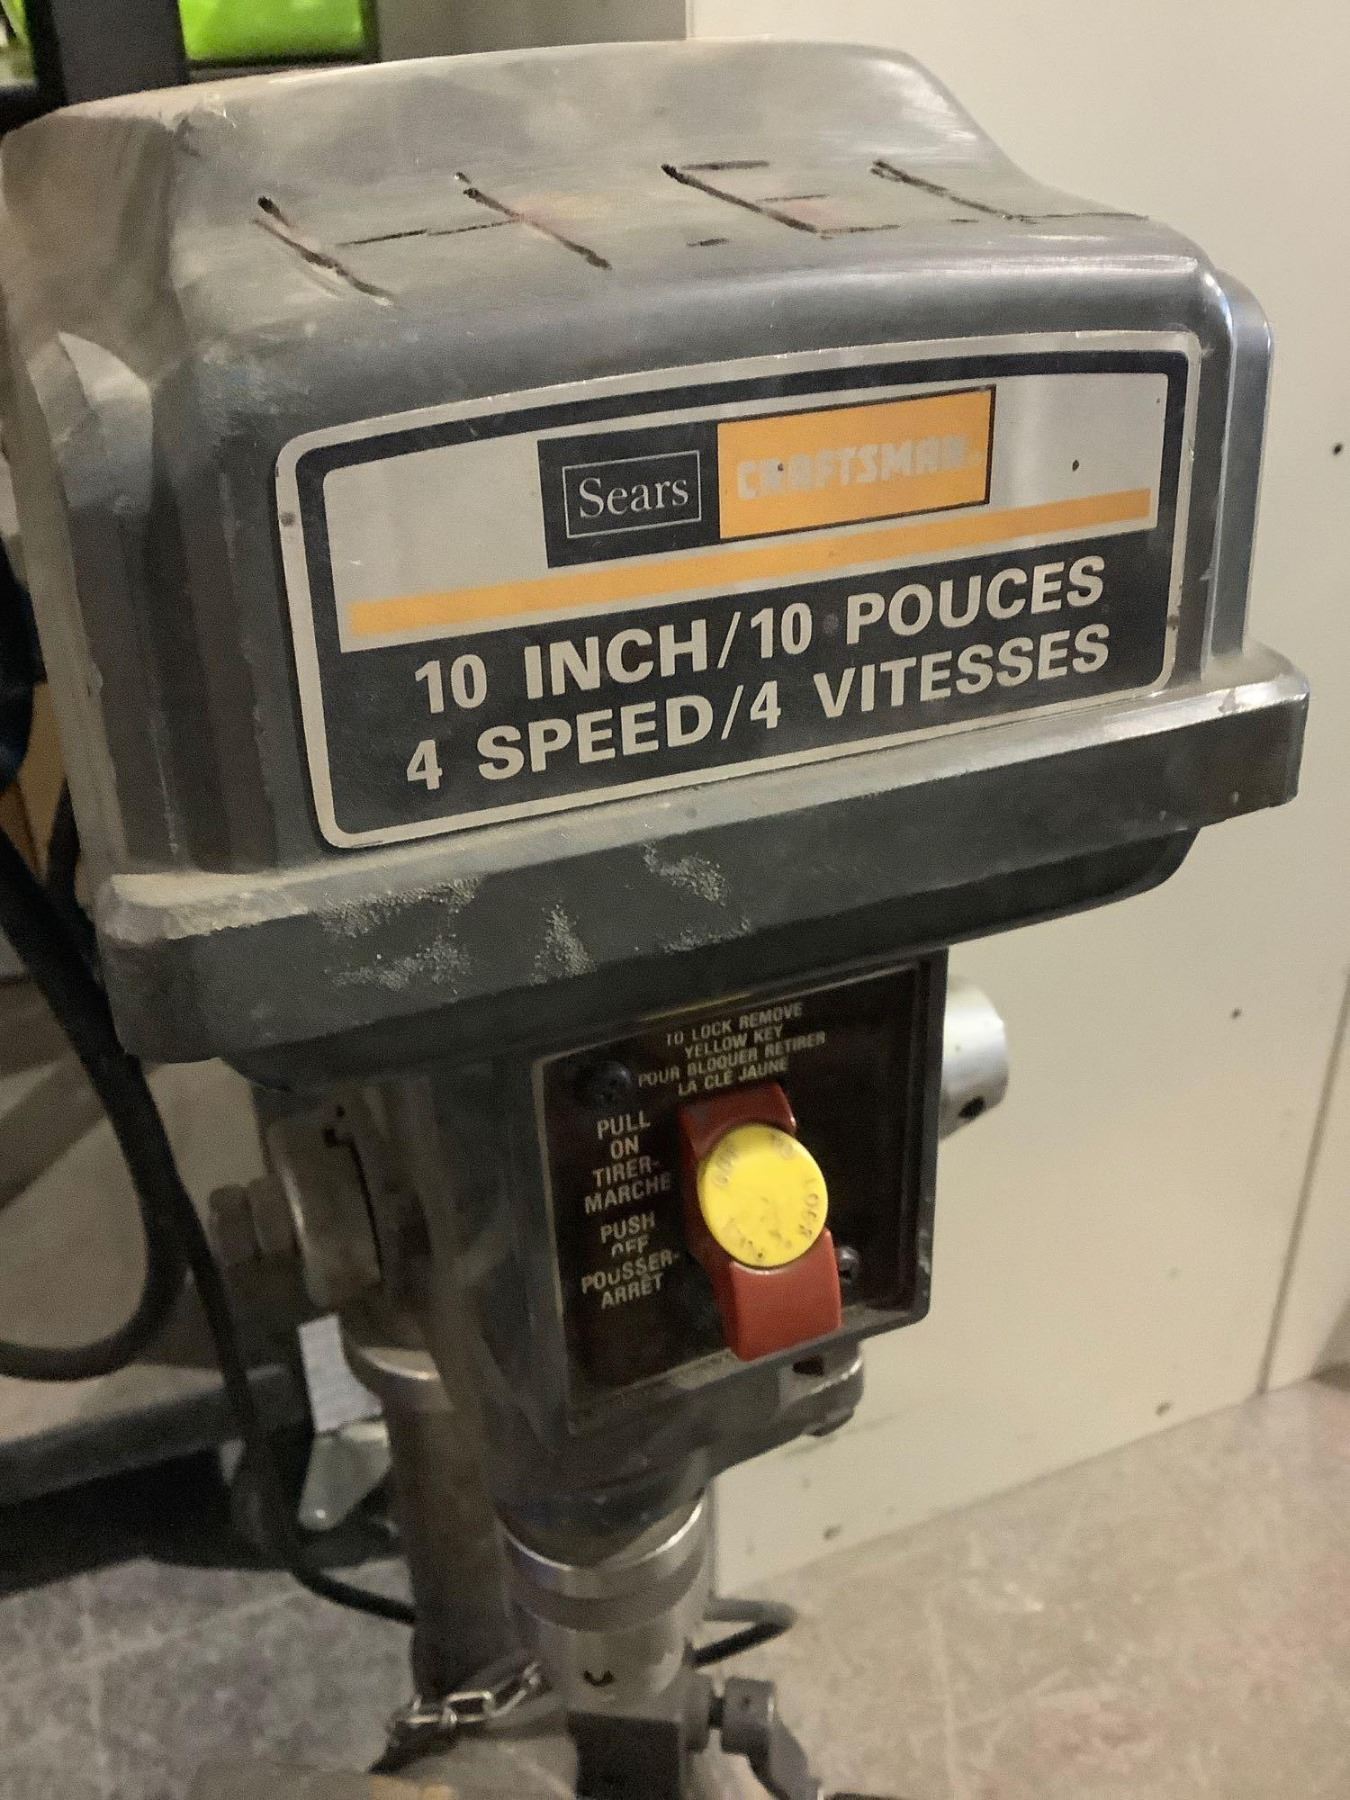 HEL
Sears CRAFTSMAN
10 INCH/10 POUCES
4 SPEED/4 VITESSES
TO LOCK REMOVE
YELLOW KEY
POUR BLOQUER RETIRER
LA CLÉ JAUNE
PULL
ON
TIRER-
MARCHE
PUSH
OFF
POUSSER-
ARRÊT